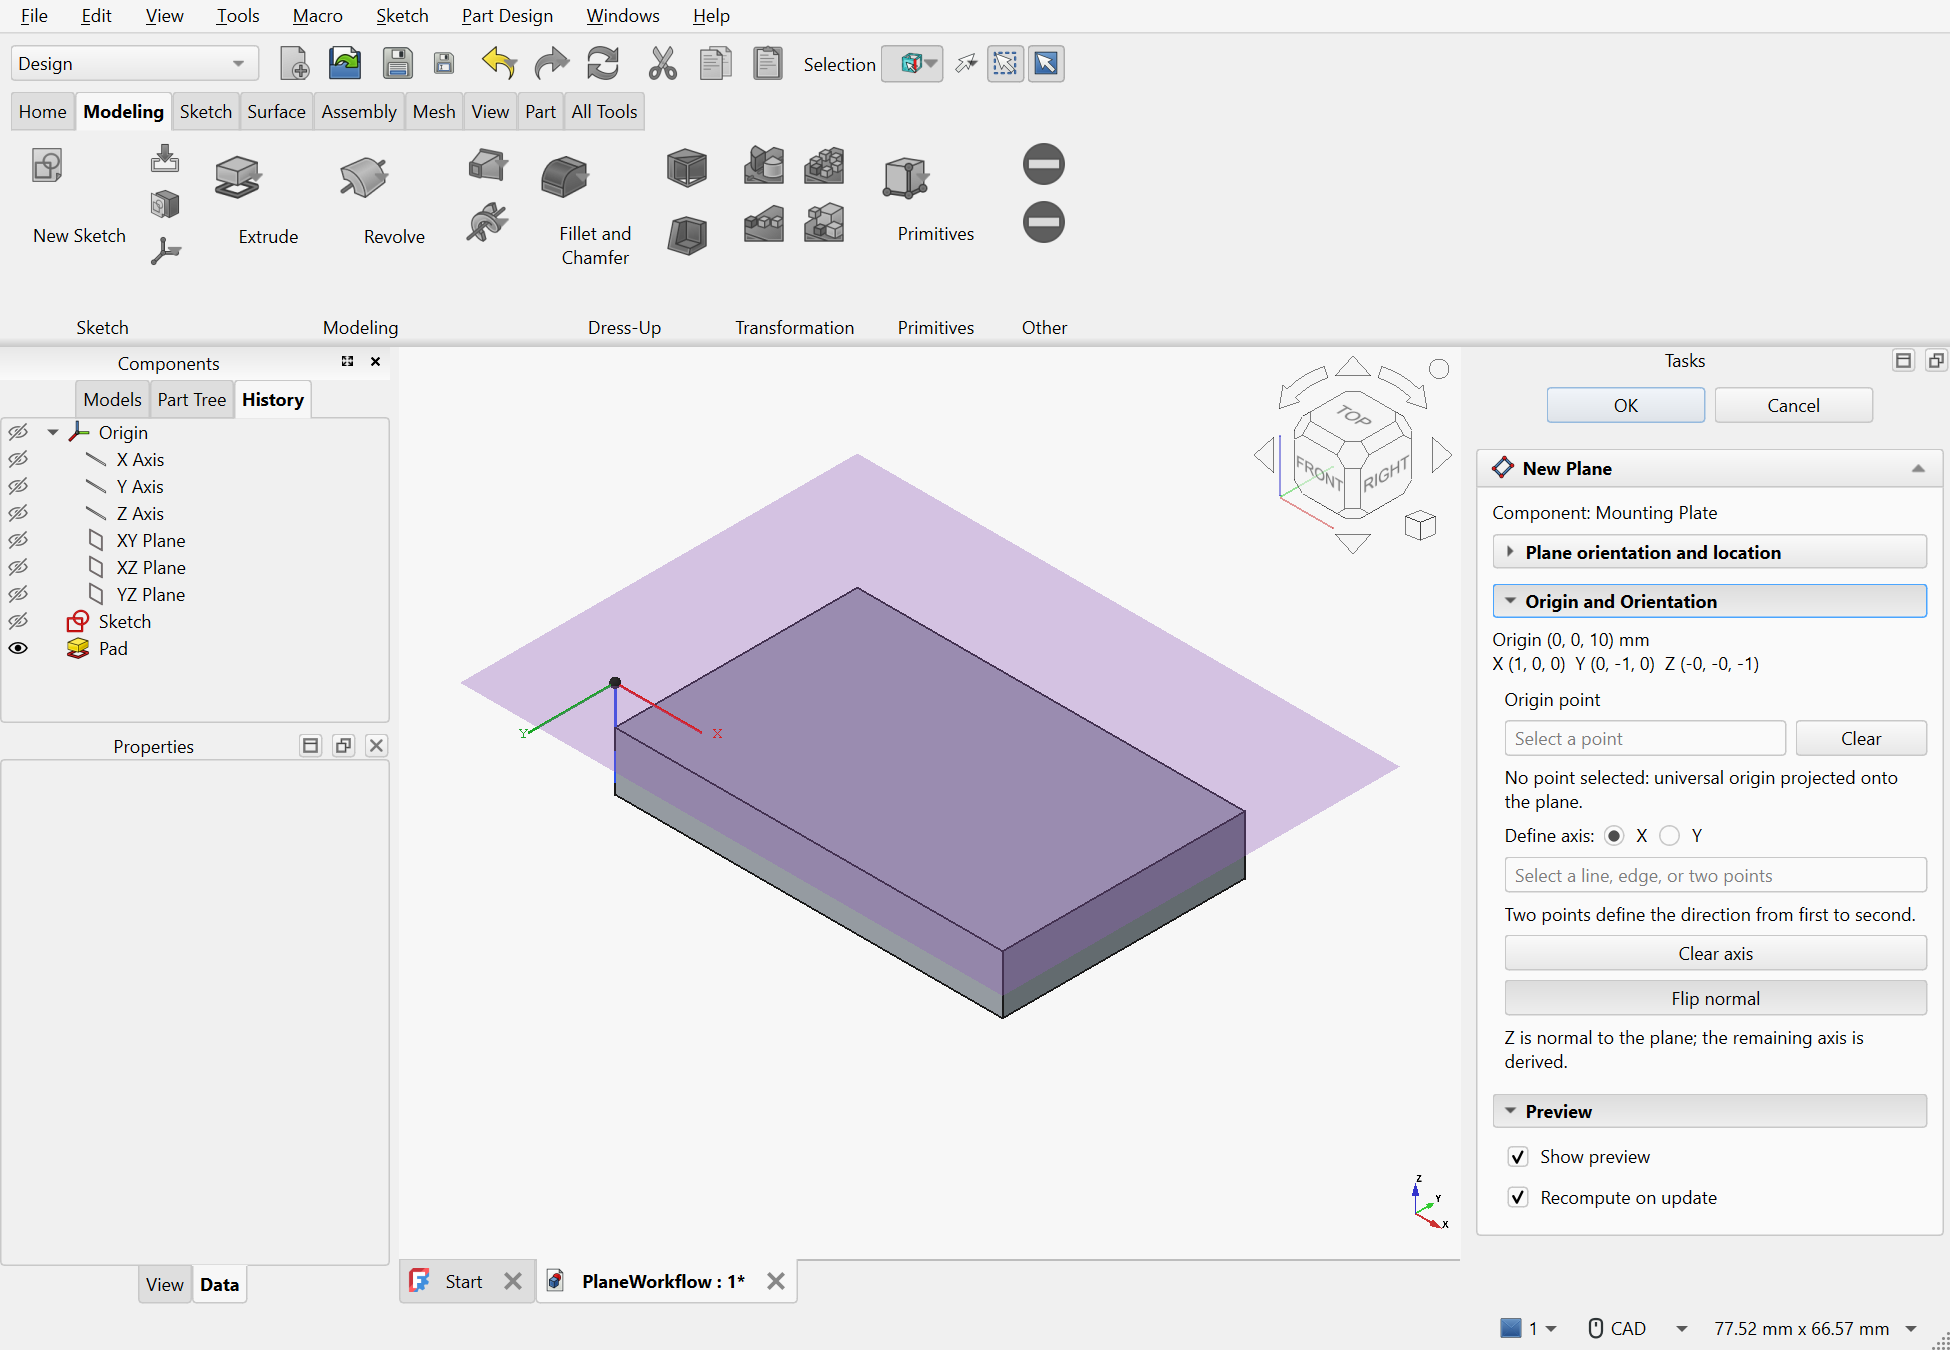 File Edit View Tools Macro Sketch Part Design Windows Help
Design
Selection
Home Modeling Sketch Surface Assembly Mesh View Part All Tools
New Sketch
Extrude
Revolve
Fillet and
Chamfer
Primitives
Sketch Modeling Dress-Up Transformation Primitives Other
Components
Models Part Tree History
Origin
X Axis
Y Axis
Z Axis
XY Plane
XZ Plane
YZ Plane
Sketch
Pad
Properties
View Data
TOP
FRONT
RIGHT
Y
X
Z
Y
X
Start
PlaneWorkflow : 1*
Tasks
OK Cancel
New Plane
Component: Mounting Plate
Plane orientation and location
Origin and Orientation
Origin (0, 0, 10) mm
X (1, 0, 0) Y (0, -1, 0) Z (-0, -0, -1)
Origin point
Select a point Clear
No point selected: universal origin projected onto
the plane.
Define axis: X Y
Select a line, edge, or two points
Two points define the direction from first to second.
Clear axis
Flip normal
Z is normal to the plane; the remaining axis is
derived.
Preview
Show preview
Recompute on update
1 CAD 77.52 mm x 66.57 mm